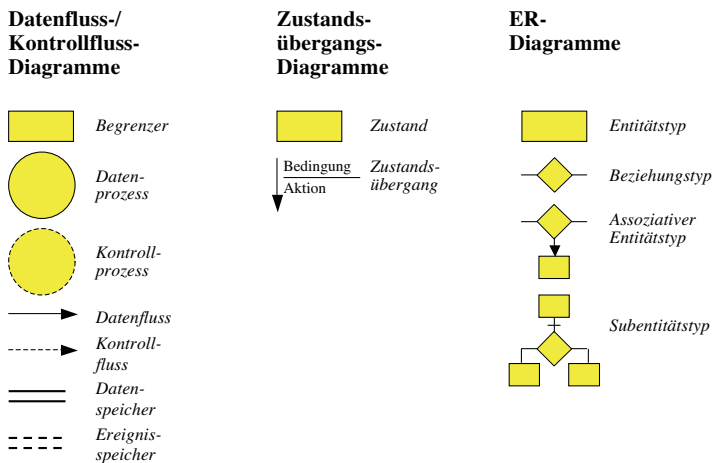 Datenfluss-/
Kontrollfluss-
Diagramme
Begrenzer
Daten-
prozess
Kontroll-
prozess
Datenfluss
Kontroll-
fluss
Daten-
speicher
Ereignis-
speicher
Zustands-
übergangs-
Diagramme
Zustand
Bedingung
Aktion
Zustands-
übergang
ER-
Diagramme
Entitätstyp
Beziehungstyp
Assoziativer
Entitätstyp
Subentitätstyp